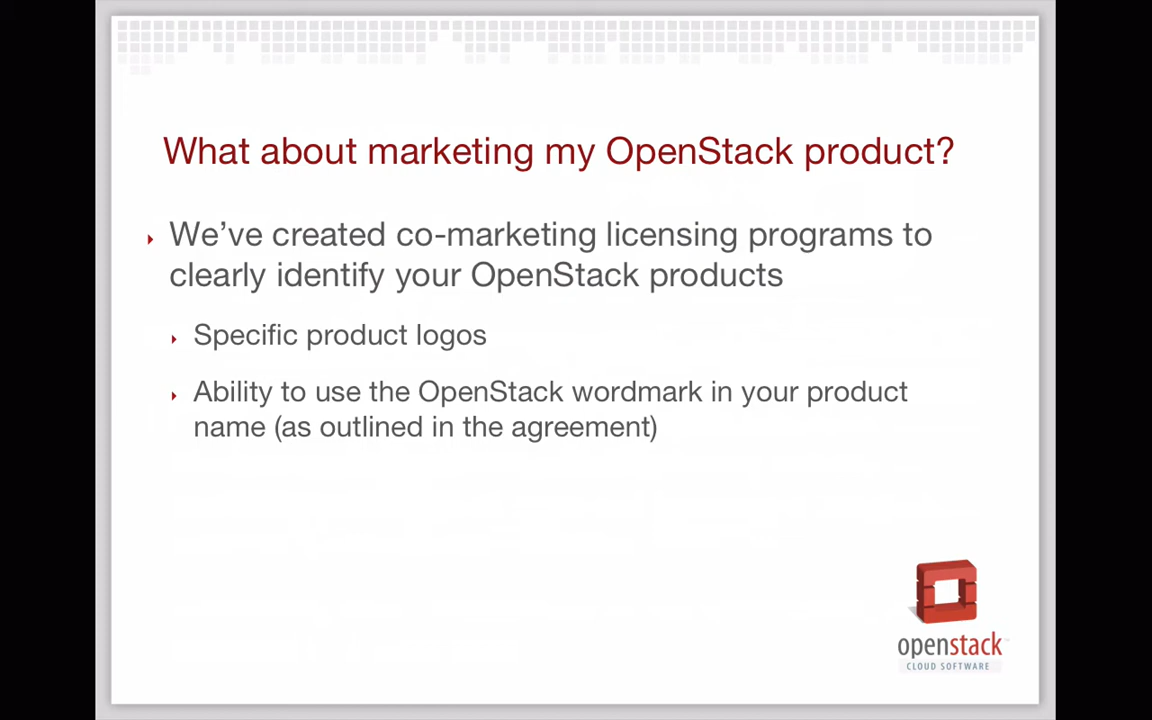 What about marketing my OpenStack product?
We’ve created co-marketing licensing programs to
clearly identify your OpenStack products
Specific product logos
Ability to use the OpenStack wordmark in your product
name (as outlined in the agreement)
openstack
CLOUD SOFTWARE